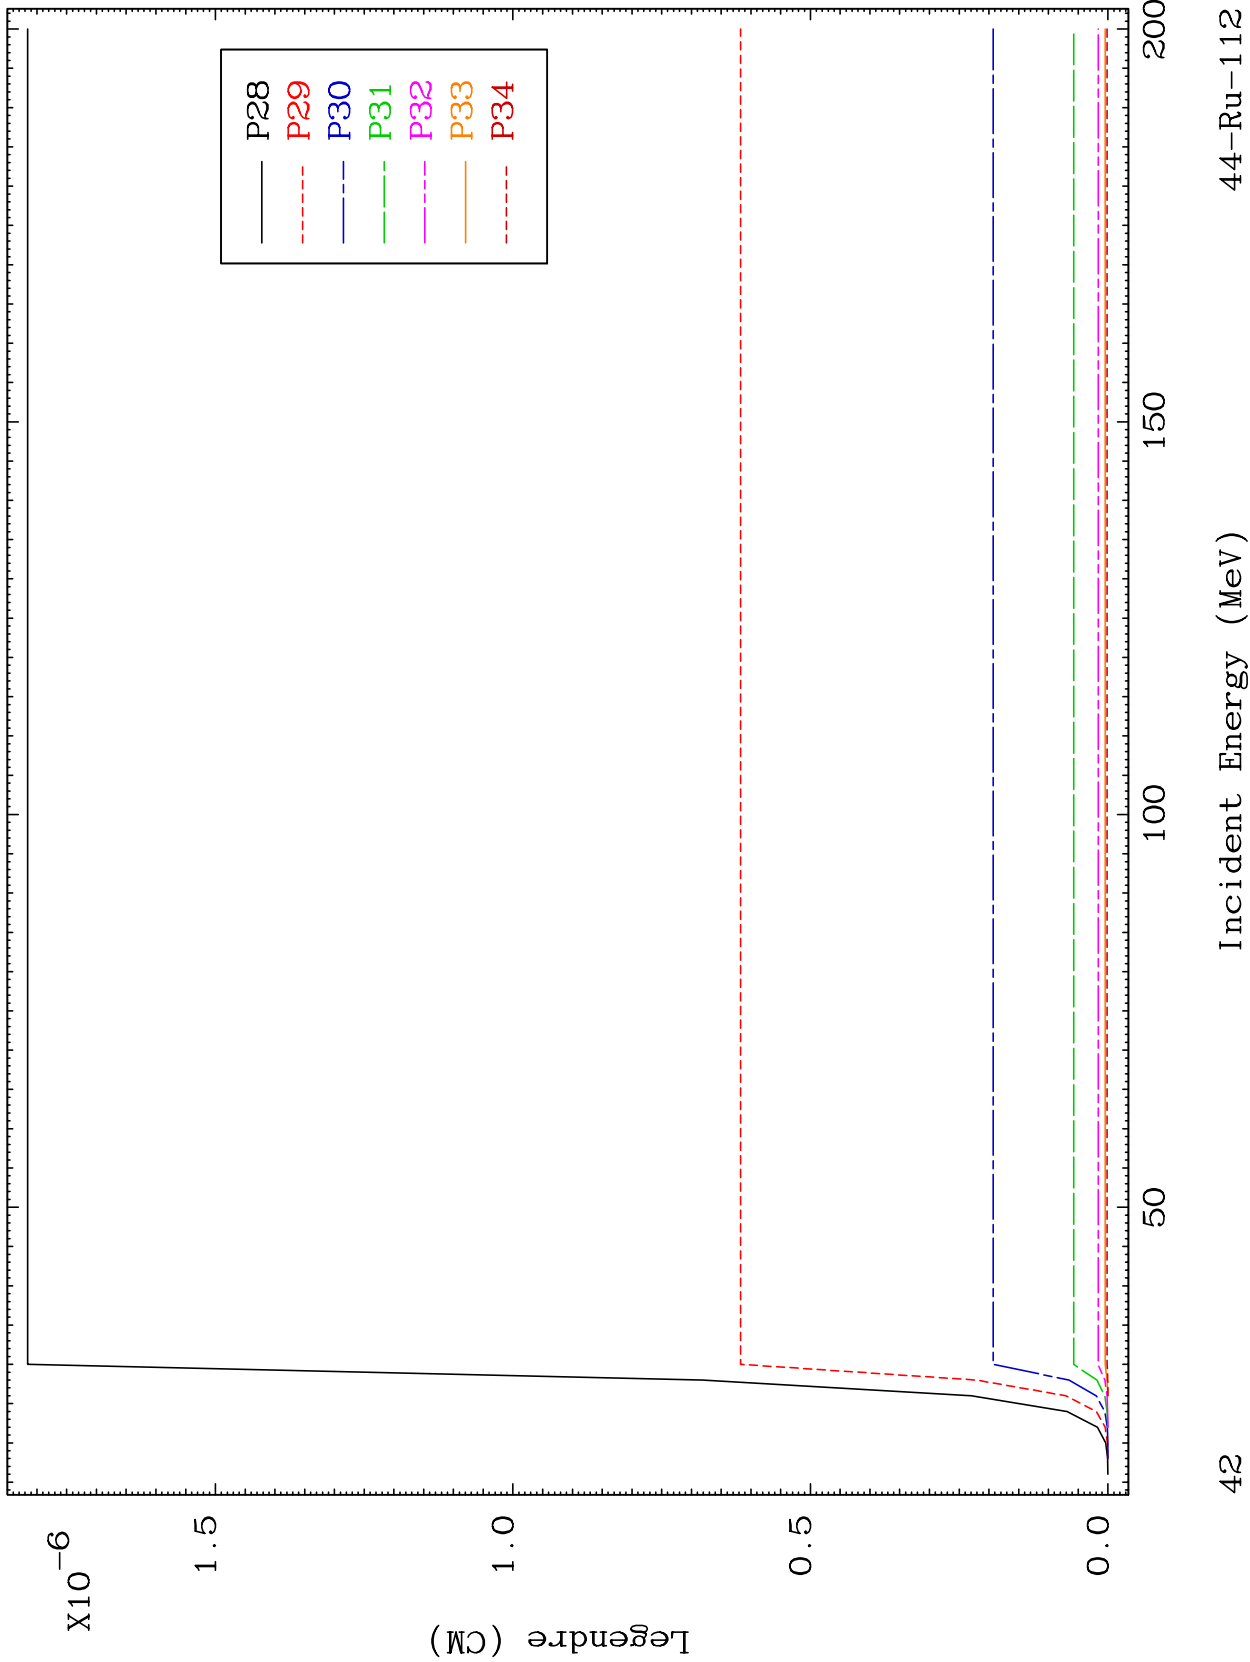 X10-6
Legendre (CM)
1.5
1.0
0.5
0.0
P28
P29
P30
P31
P32
P33
P34
50
100
150
200
42
Incident Energy (MeV)
44-Ru-112